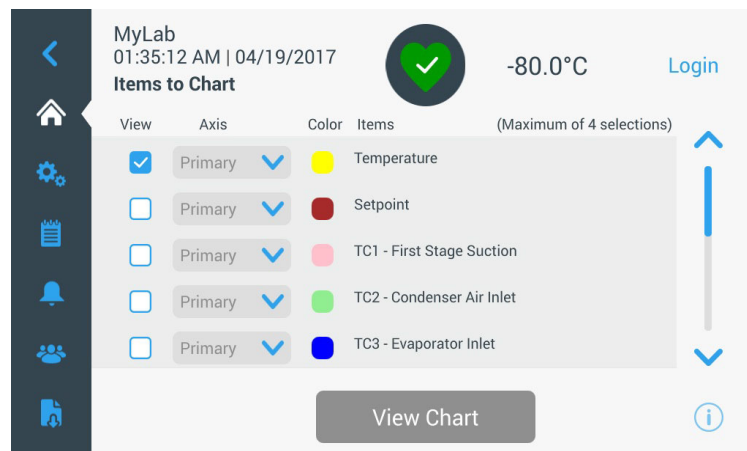 MyLab
01:35:12 AM | 04/19/2017
Items to Chart
-80.0°C
Login
View Axis Color Items (Maximum of 4 selections)
Primary Temperature
Primary Setpoint
Primary TC1 - First Stage Suction
Primary TC2 - Condenser Air Inlet
Primary TC3 - Evaporator Inlet
View Chart
i